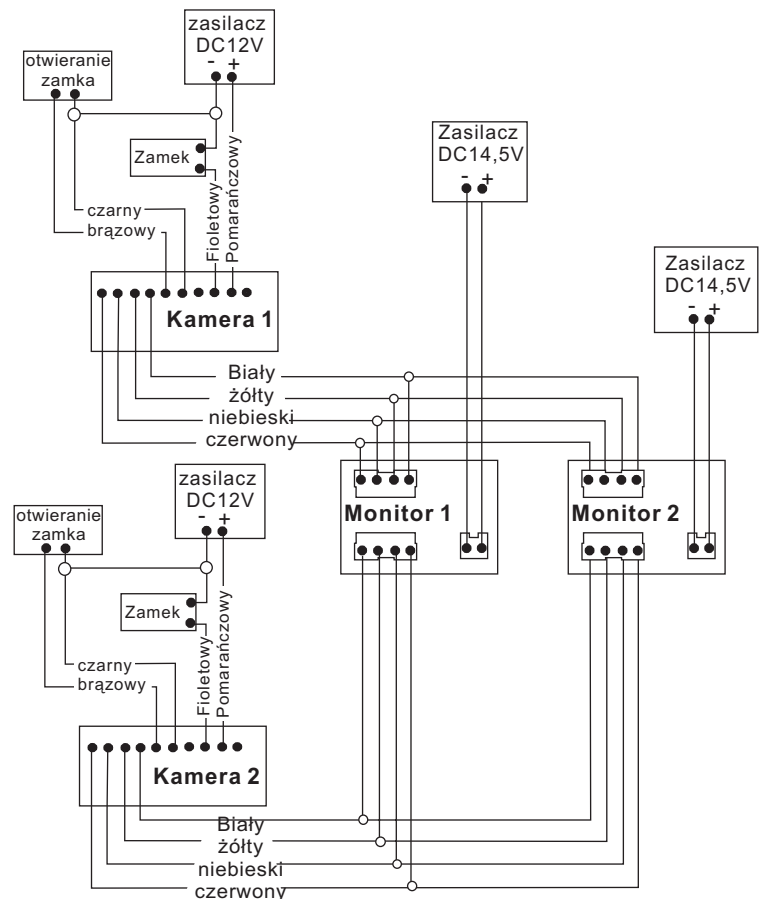 zasilacz
DC12V
- +
otwieranie
zamka
Zamek
Fioletowy
Pomarańczowy
czarny
brązowy
Kamera 1
Zasilacz
DC14,5V
- +
Zasilacz
DC14,5V
- +
Biały
żółty
niebieski
czerwony
Monitor 1
Monitor 2
zasilacz
DC12V
- +
otwieranie
zamka
Zamek
Fioletowy
Pomarańczowy
czarny
brązowy
Kamera 2
Biały
żółty
niebieski
czerwony